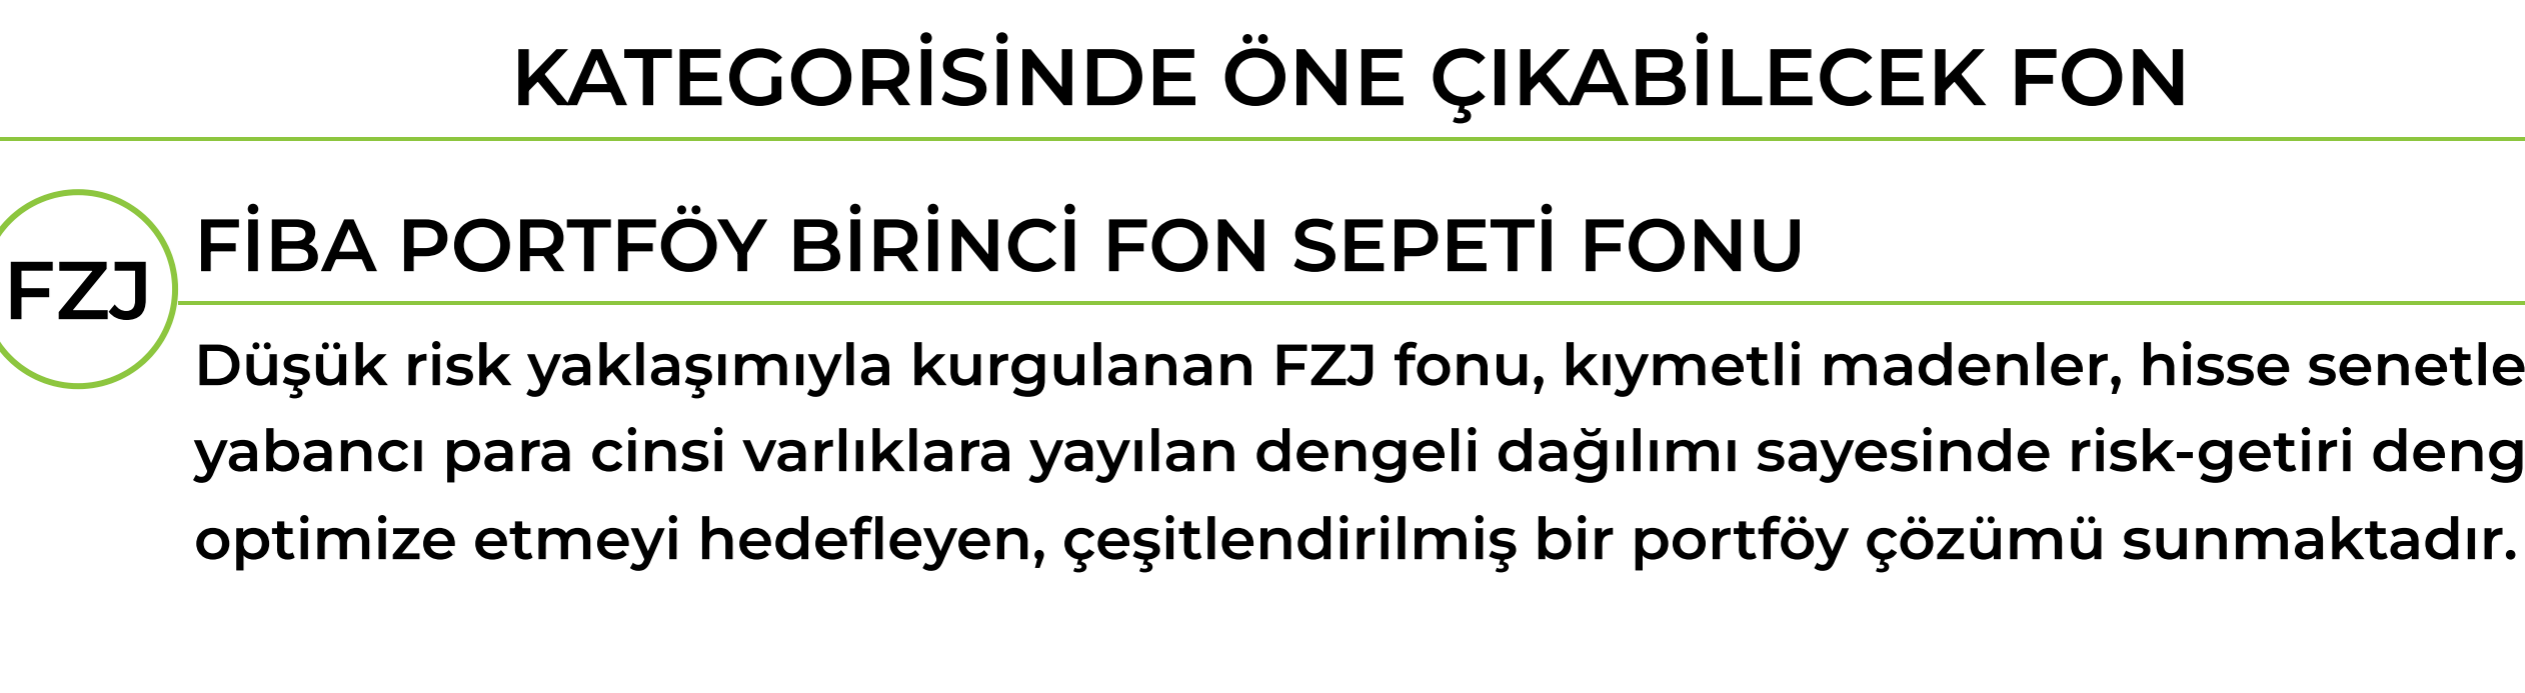 KATEGORİSİNDE ÖNE ÇIKABİLECEK FON
FZJ
FİBA PORTFÖY BİRİNCİ FON SEPETİ FONU
Düşük risk yaklaşımıyla kurgulanan FZJ fonu, kıymetli madenler, hisse senetle
yabancı para cinsi varlıklara yayılan dengeli dağılımı sayesinde risk-getiri deng
optimize etmeyi hedefleyen, çeşitlendirilmiş bir portföy çözümü sunmaktadır.